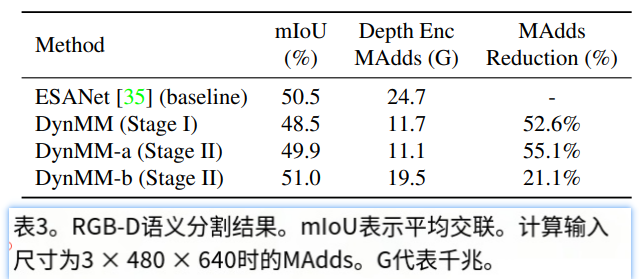 Method mIoU (%) Depth Enc MAdds (G) MAdds Reduction (%)
ESANet [35] (baseline) 50.5 24.7 -
DynMM (Stage I) 48.5 11.7 52.6%
DynMM-a (Stage II) 49.9 11.1 55.1%
DynMM-b (Stage II) 51.0 19.5 21.1%
表3。RGB-D语义分割结果。mIoU表示平均交联。计算输入
尺寸为3 × 480 × 640时的MAdds。G代表千兆。